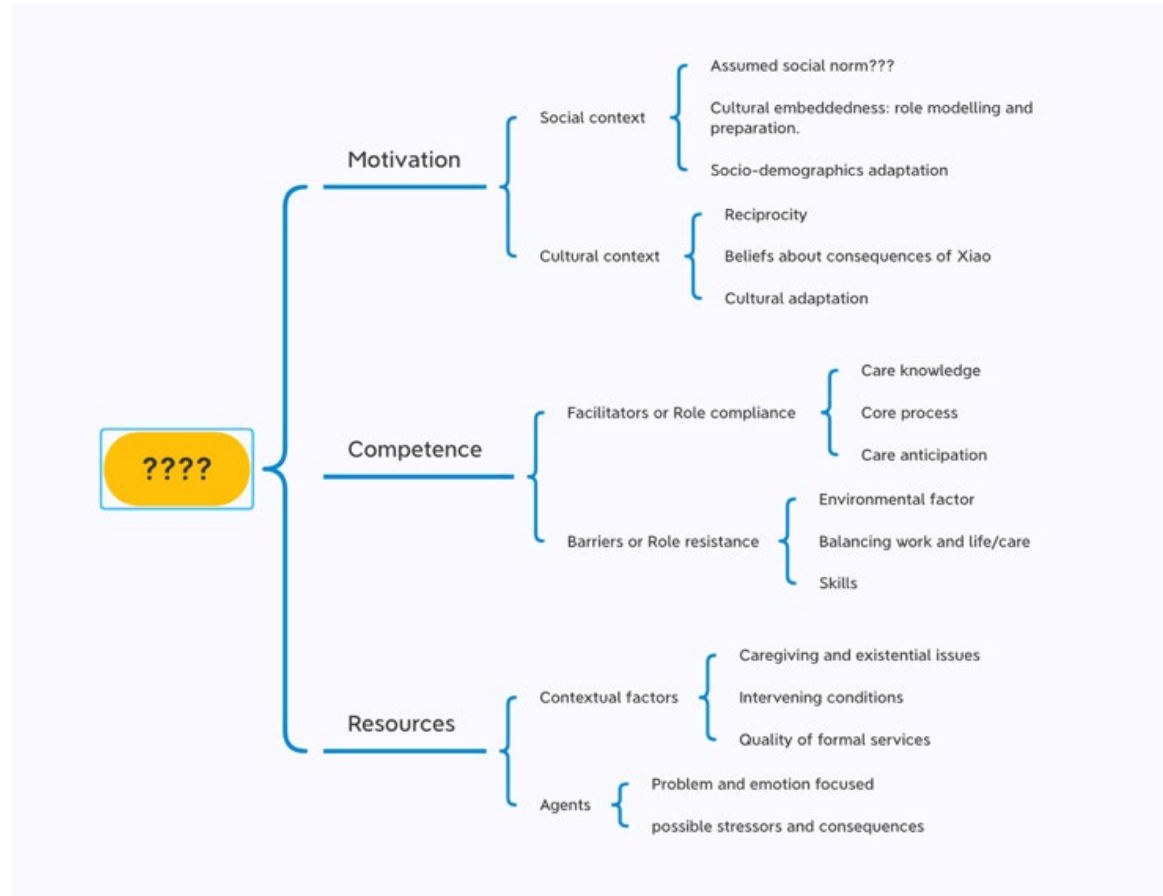 Assumed social norm???
Social context
Cultural embeddedness: role modelling and
preparation.
Motivation
Socio-demographics adaptation
Reciprocity
Cultural context
Beliefs about consequences of Xiao
Cultural adaptation
Care knowledge
Facilitators or Role compliance
Core process
Competence
Care anticipation
????
Environmental factor
Barriers or Role resistance
Balancing work and life/care
Skills
Caregiving and existential issues
Contextual factors
Intervening conditions
Resources
Quality of formal services
Problem and emotion focused
Agents
possible stressors and consequences